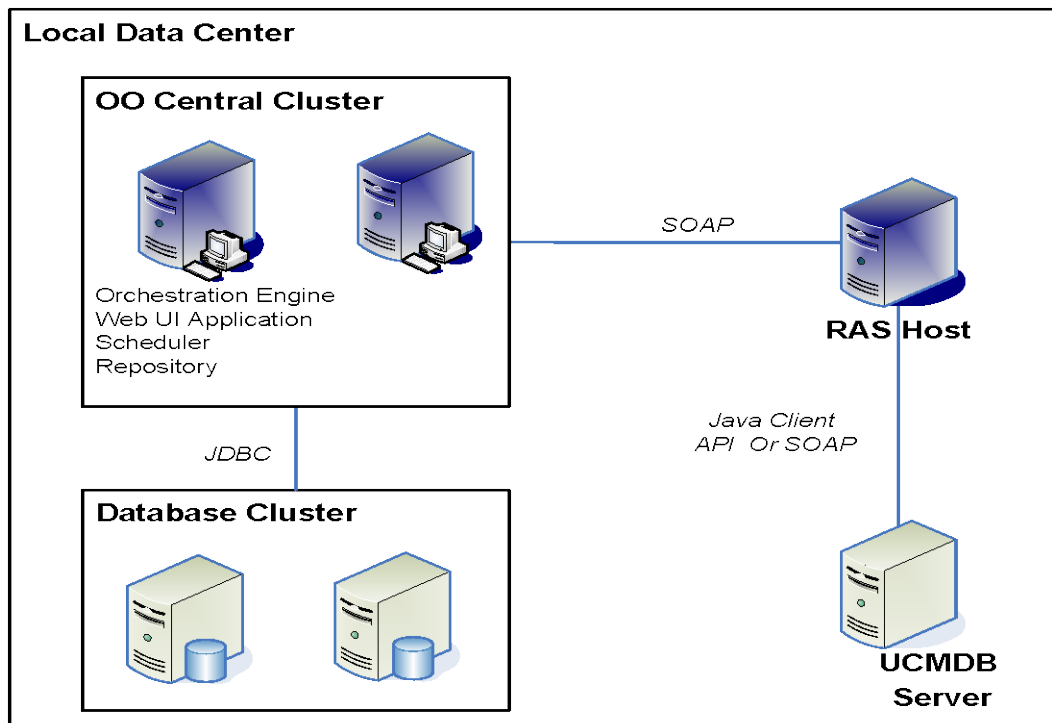 Local Data Center
OO Central Cluster
Orchestration Engine
Web UI Application
Scheduler
Repository
SOAP
RAS Host
JDBC
Java Client
API Or SOAP
Database Cluster
UCMDB
Server